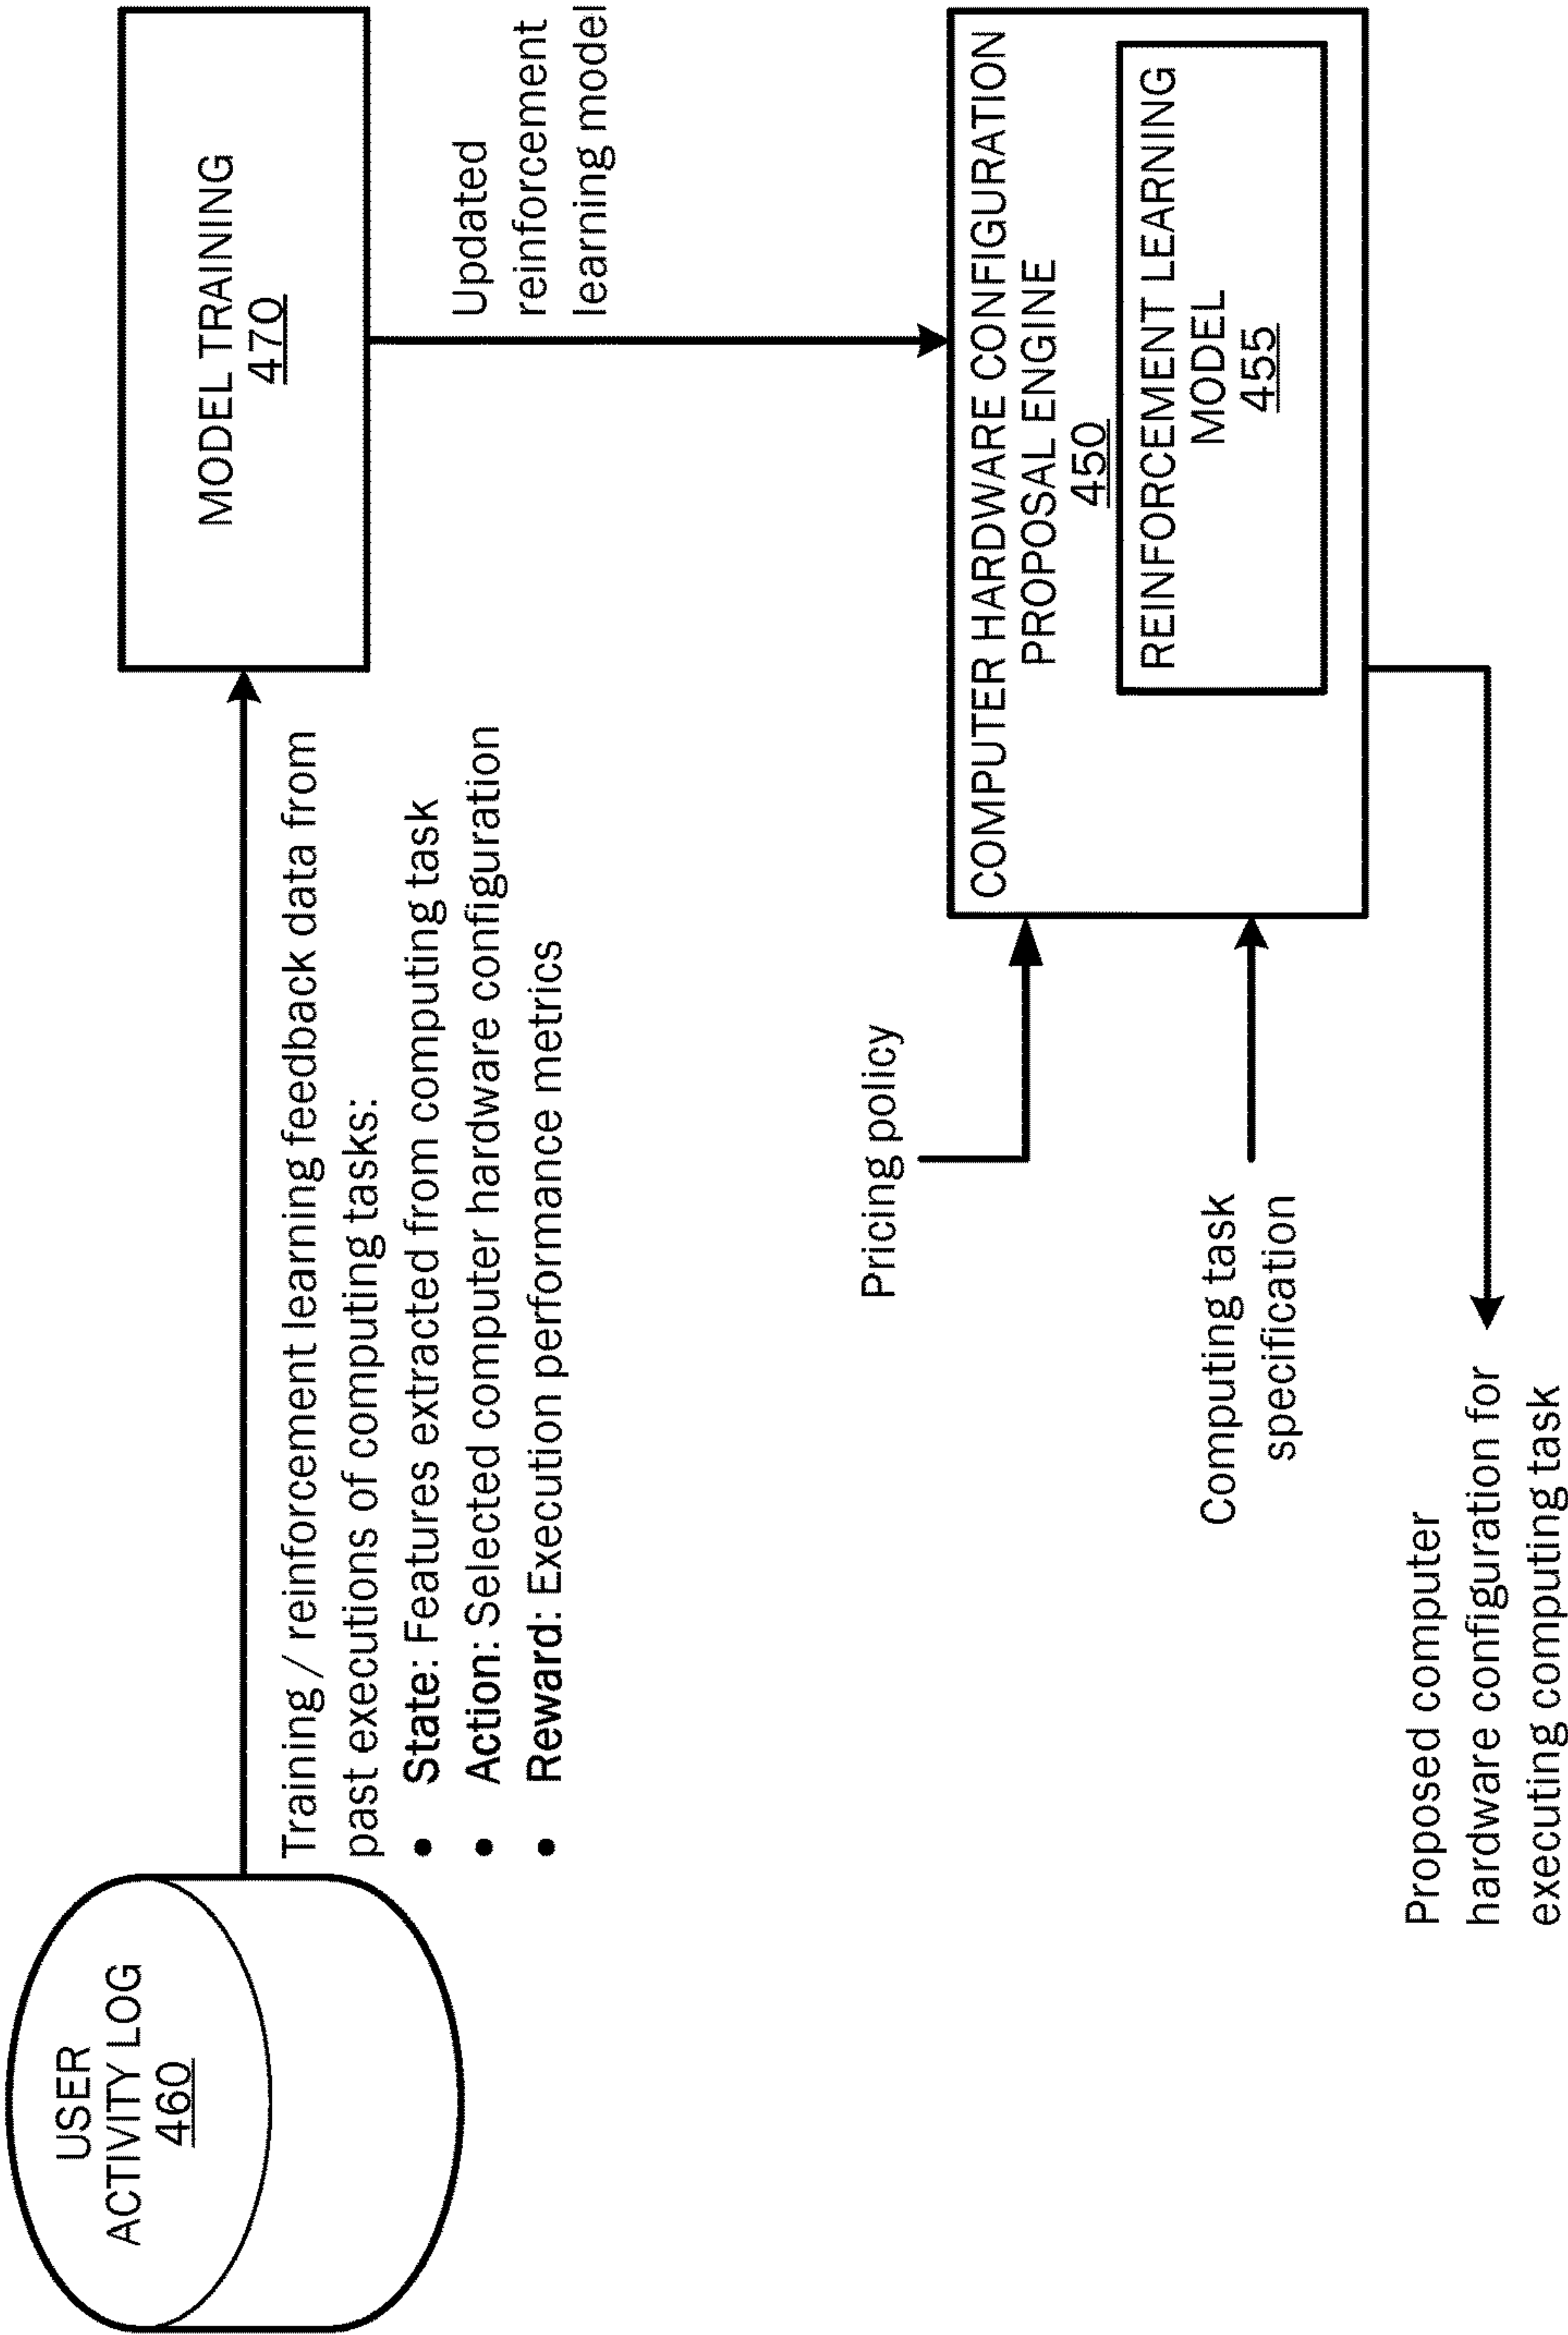 USER
ACTIVITY LOG
460
Training / reinforcement learning feedback data from
past executions of computing tasks:
• State: Features extracted from computing task
• Action: Selected computer hardware configuration
• Reward: Execution performance metrics
MODEL TRAINING
470
Updated
reinforcement
learning model
Pricing policy
Computing task
specification
COMPUTER HARDWARE CONFIGURATION
PROPOSAL ENGINE
450
REINFORCEMENT LEARNING
MODEL
455
Proposed computer
hardware configuration for
executing computing task